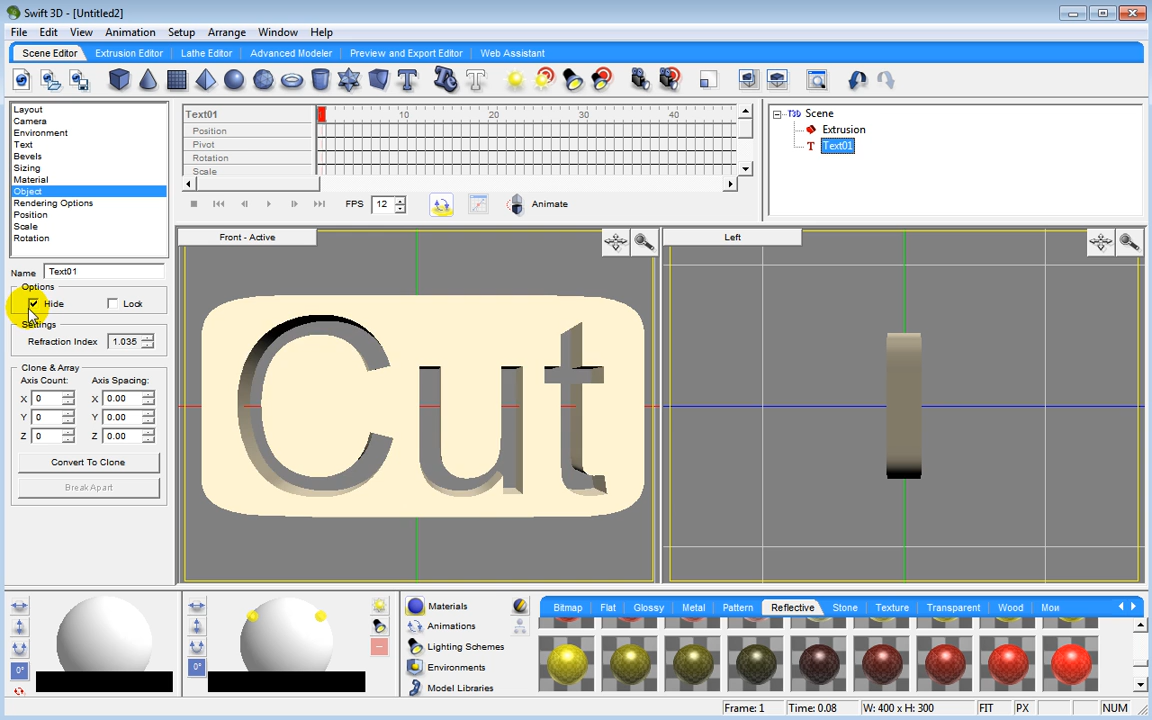 Swift 3D - [Untitled2]
File Edit View Animation Setup Arrange Window Help
Scene Editor Extrusion Editor Lathe Editor Advanced Modeler Preview and Export Editor Web Assistant
Layout
Camera
Environment
Text
Bevels
Sizing
Material
Object
Rendering Options
Position
Scale
Rotation
Name Text01
Options
Hide Lock
Settings
Refraction Index 1.035
Clone & Array
Axis Count: Axis Spacing:
X 0 X 0.00
Y 0 Y 0.00
Z 0 Z 0.00
Convert To Clone
Break Apart
Text01 10 20 30 40
Position
Pivot
Rotation
Scale
FPS 12 Animate
Scene
Extrusion
T Text01
Front - Active
Cut
Left
Materials
Animations
Lighting Schemes
Environments
Model Libraries
Bitmap Flat Glossy Metal Pattern Reflective Stone Texture Transparent Wood
0° 0°
Frame: 1 Time: 0.08 W: 400 x H: 300 FIT PX NUM